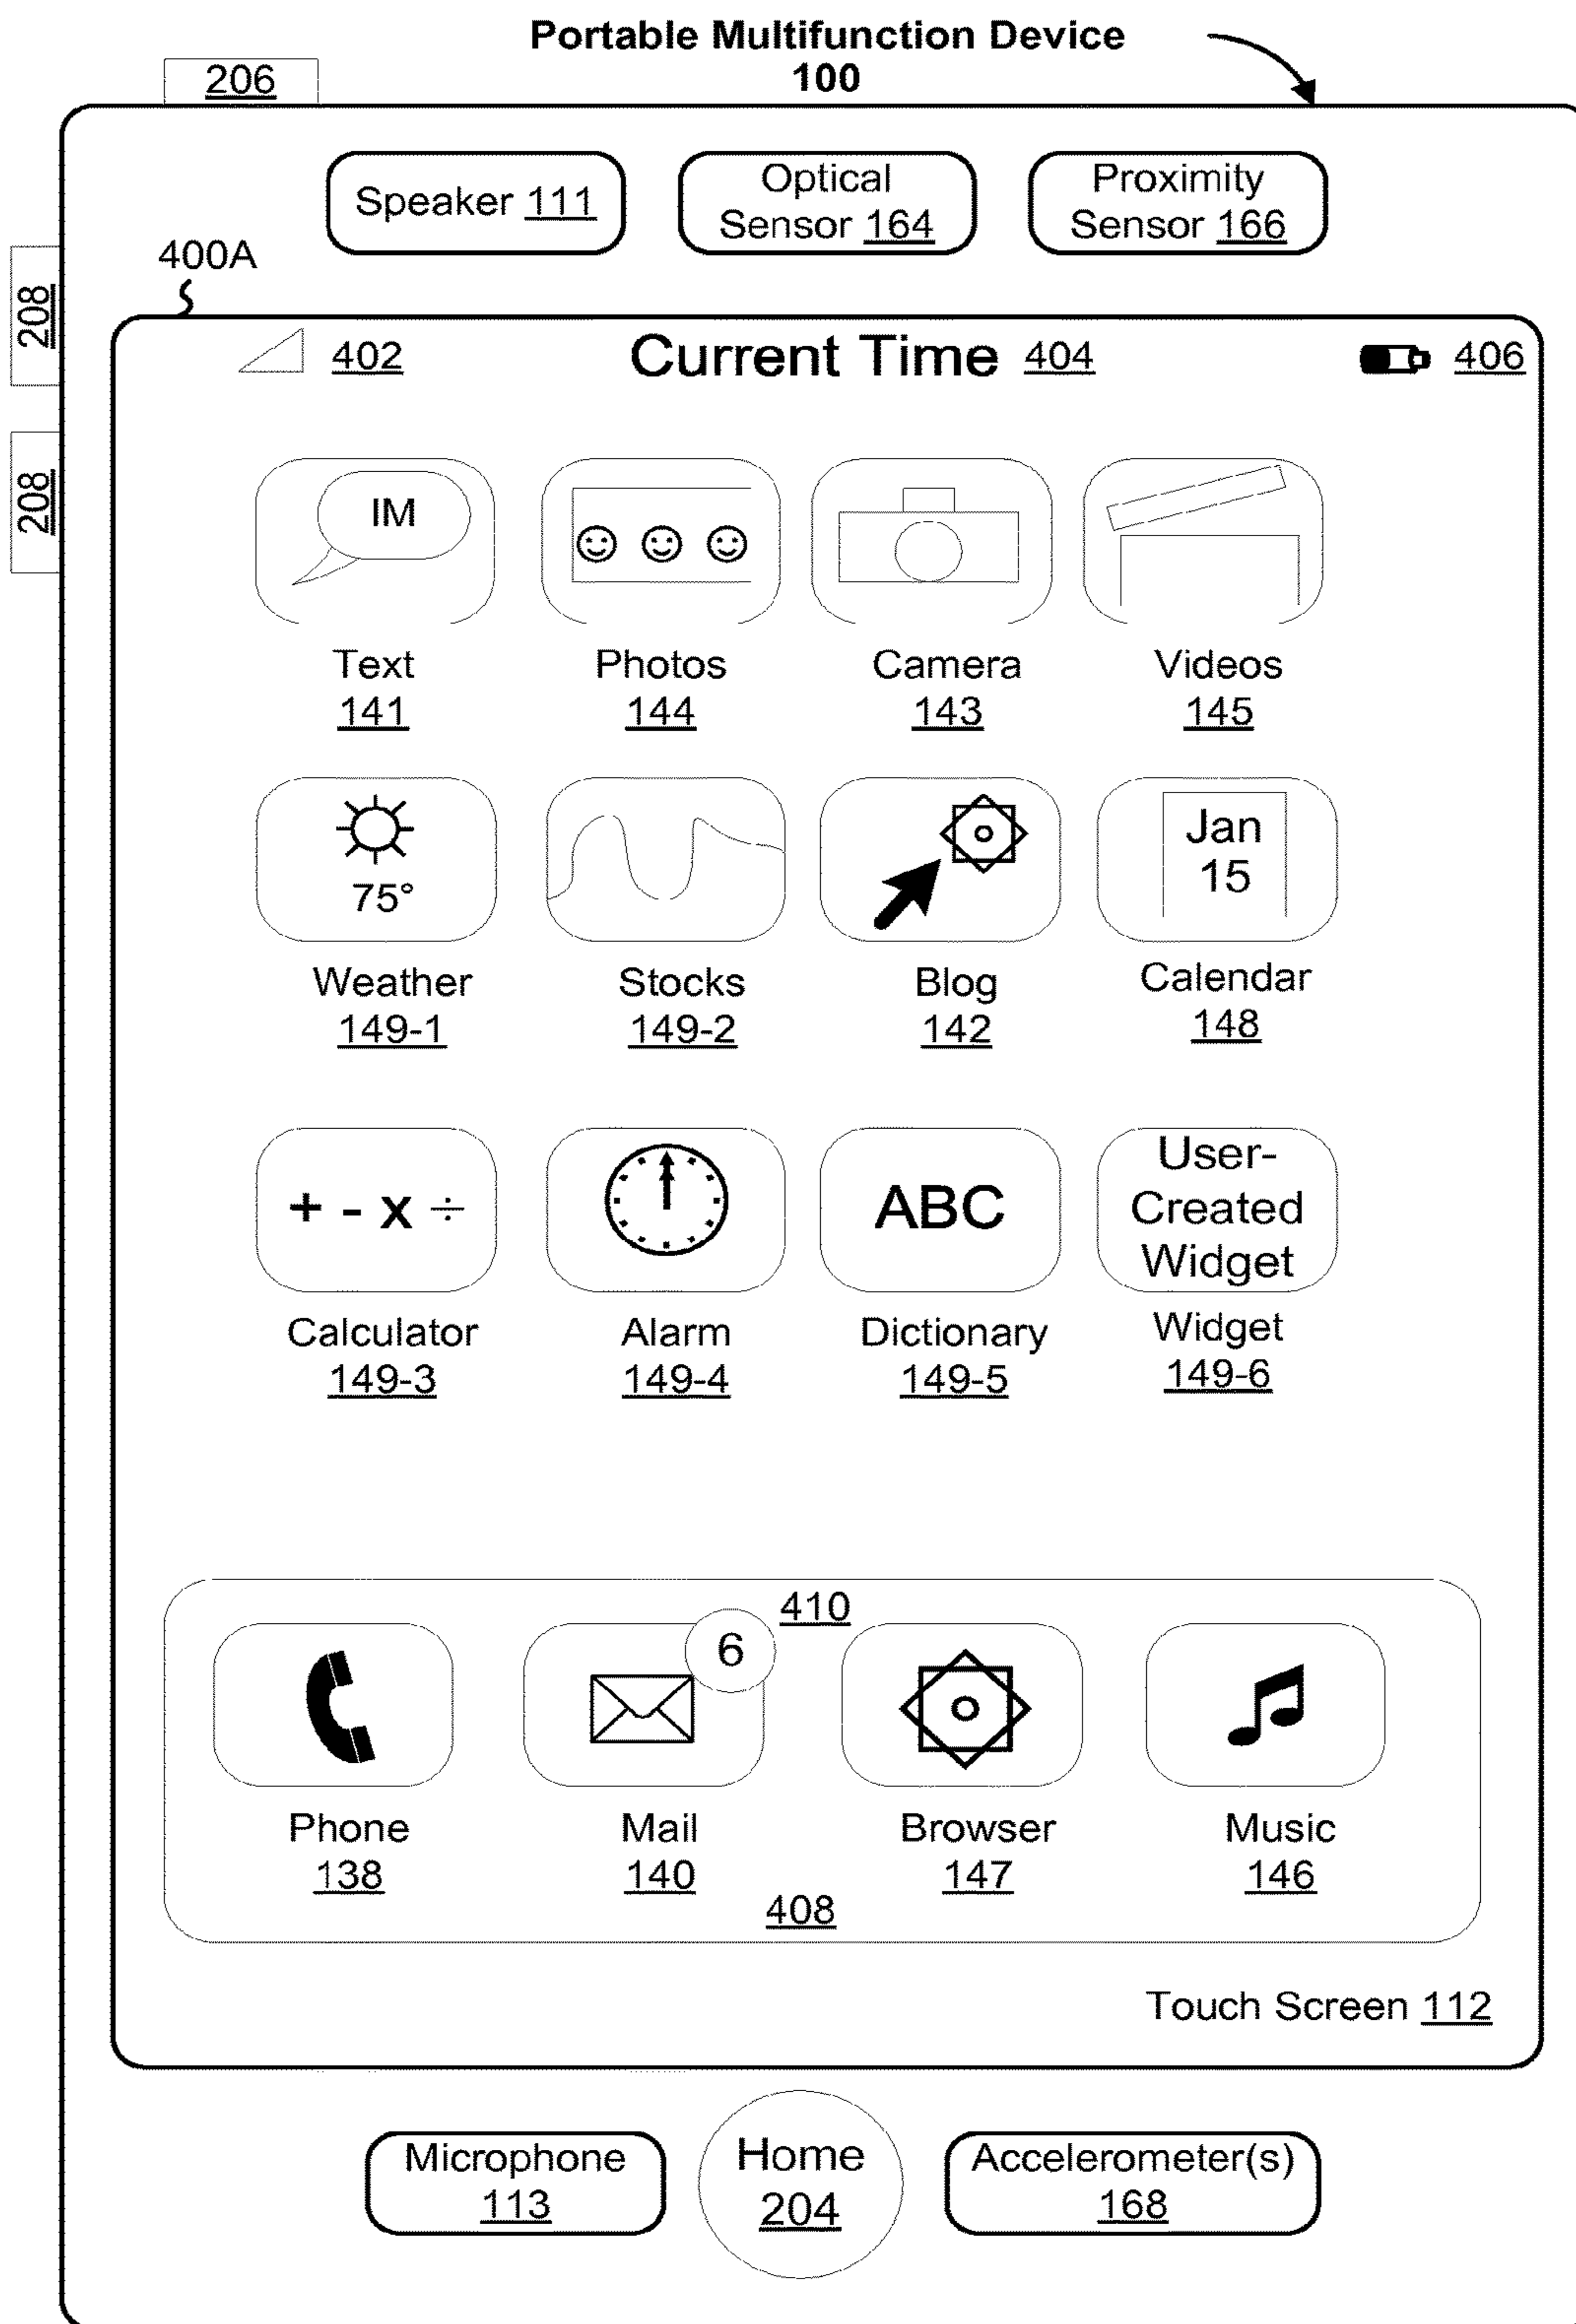 Portable Multifunction Device
100
206
Speaker 111
Optical
Sensor 164
Proximity
Sensor 166
400A
208
208
402
Current Time 404
406
IM
Text
141
Photos
144
Camera
143
Videos
145
75°
Jan
15
Weather
149-1
Stocks
149-2
Blog
142
Calendar
148
+ - x ÷
ABC
User-
Created
Widget
Calculator
149-3
Alarm
149-4
Dictionary
149-5
Widget
149-6
410
6
Phone
138
Mail
140
Browser
147
Music
146
408
Touch Screen 112
Microphone
113
Home
204
Accelerometer(s)
168